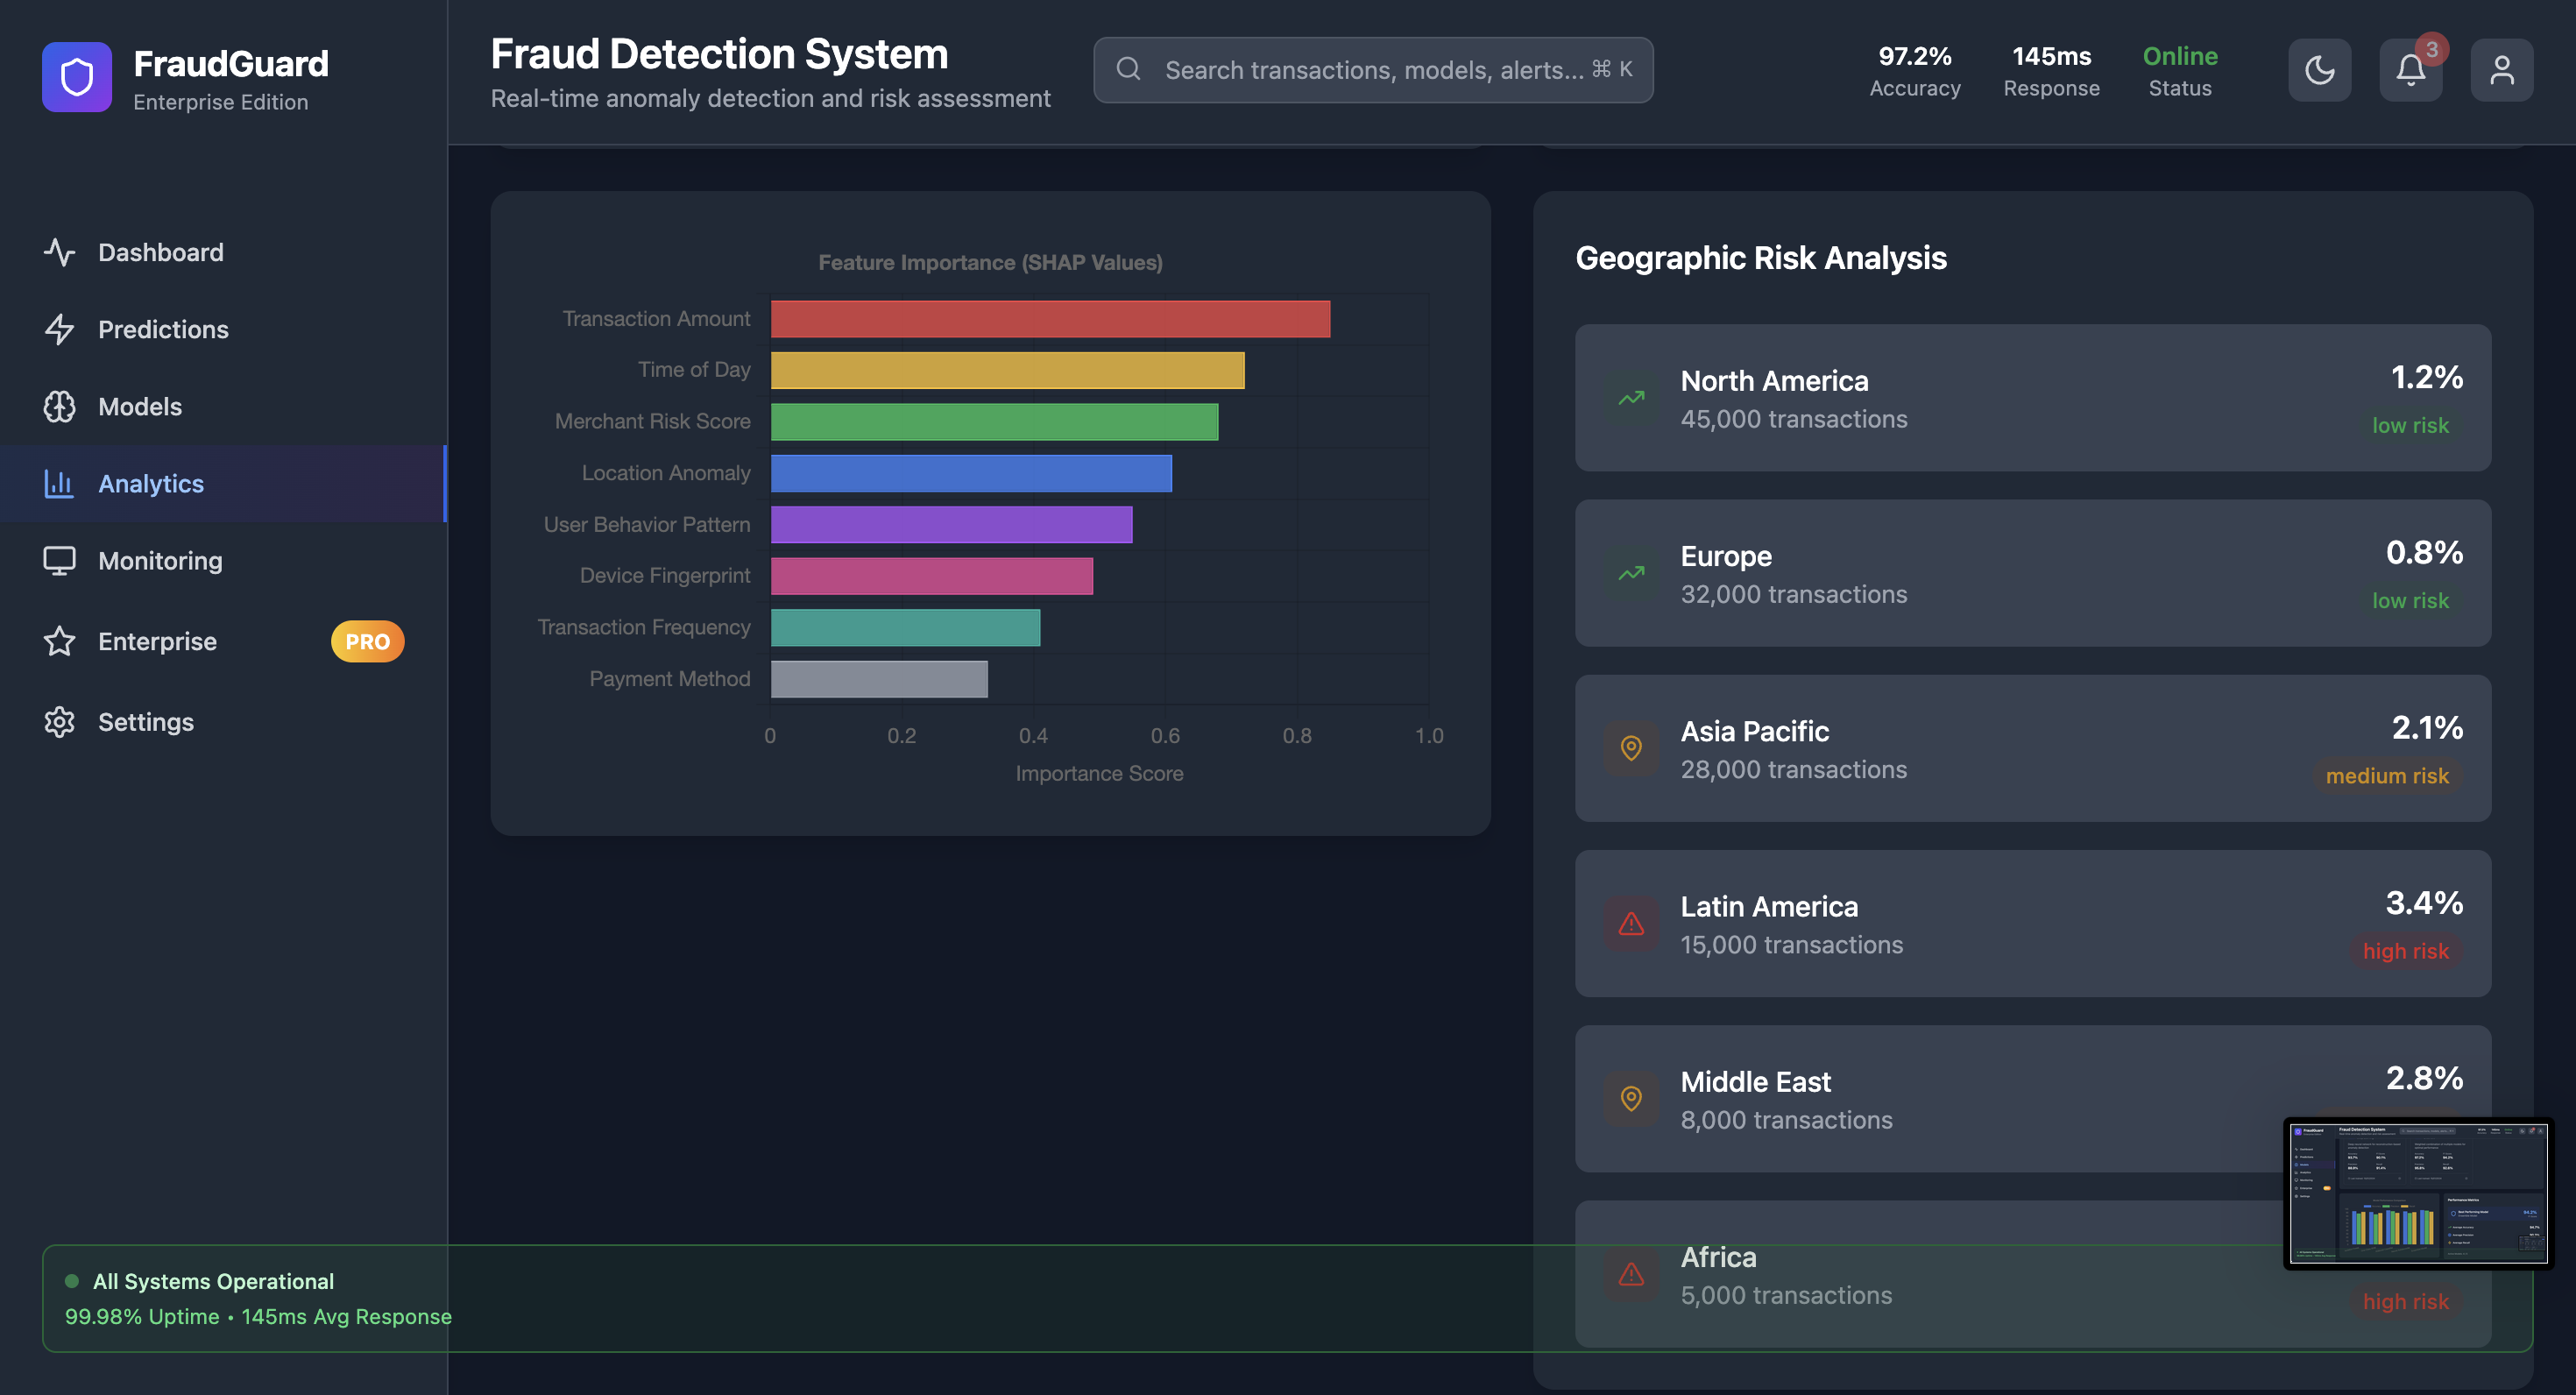 FraudGuard
Enterprise Edition
Dashboard
Predictions
Models
Analytics
Monitoring
Enterprise PRO
Settings
All Systems Operational
99.98% Uptime • 145ms Avg Response
Fraud Detection System
Real-time anomaly detection and risk assessment
Search transactions, models, alerts... ⌘ K
97.2%
Accuracy
145ms
Response
Online
Status
3
Feature Importance (SHAP Values)
Transaction Amount
Time of Day
Merchant Risk Score
Location Anomaly
User Behavior Pattern
Device Fingerprint
Transaction Frequency
Payment Method
0 0.2 0.4 0.6 0.8 1.0
Importance Score
Geographic Risk Analysis
North America
45,000 transactions
1.2%
low risk
Europe
32,000 transactions
0.8%
low risk
Asia Pacific
28,000 transactions
2.1%
medium risk
Latin America
15,000 transactions
3.4%
high risk
Middle East
8,000 transactions
2.8%
Africa
5,000 transactions
high risk
Fraud Detection System